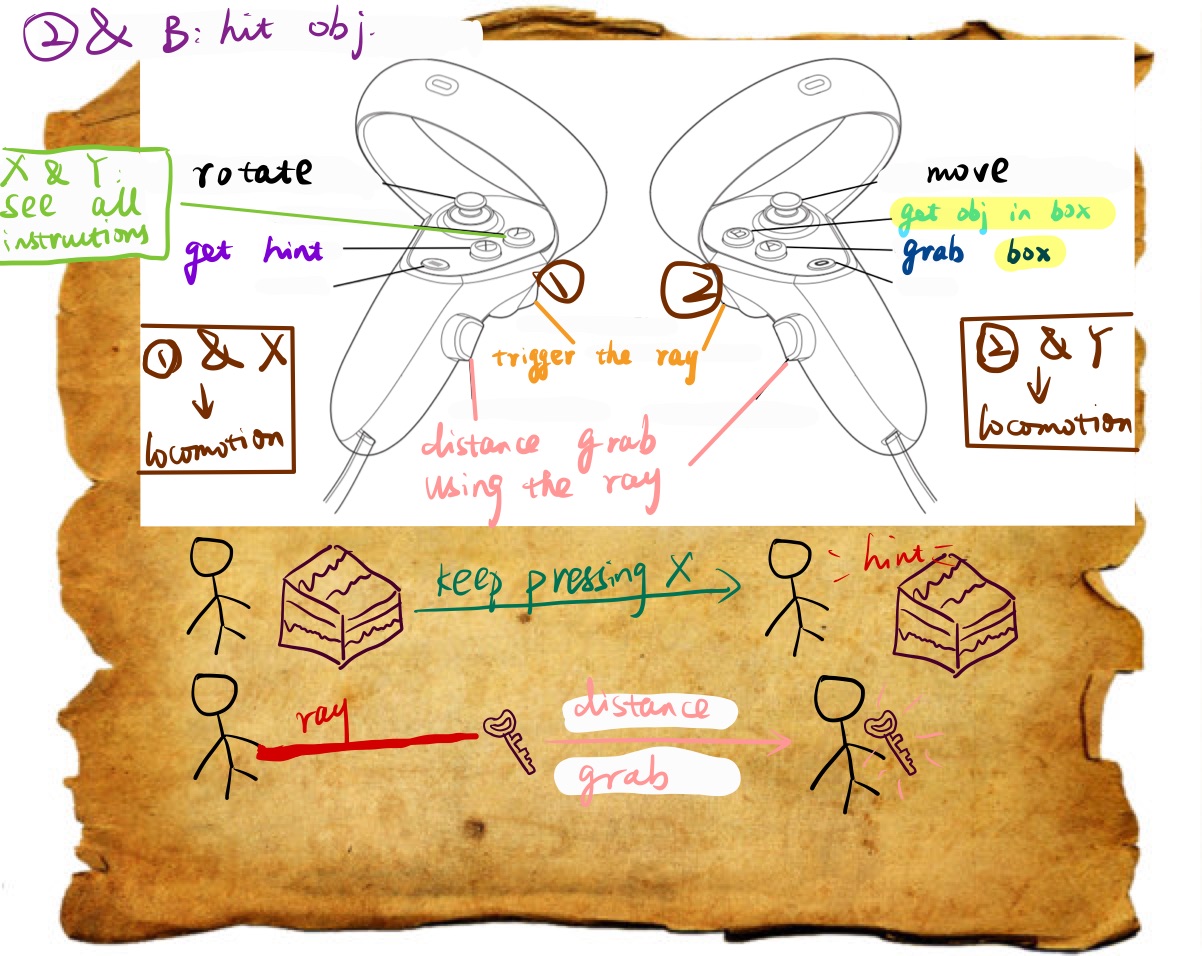 ② & B: hit obj.
X & Y:
see all
instructions
rotate
get hint
move
get obj in box
grab box
①
②
trigger the ray
① & X
↓
locomotion
② & Y
↓
locomotion
distance grab
using the ray
keep pressing X
hint
ray
distance
grab